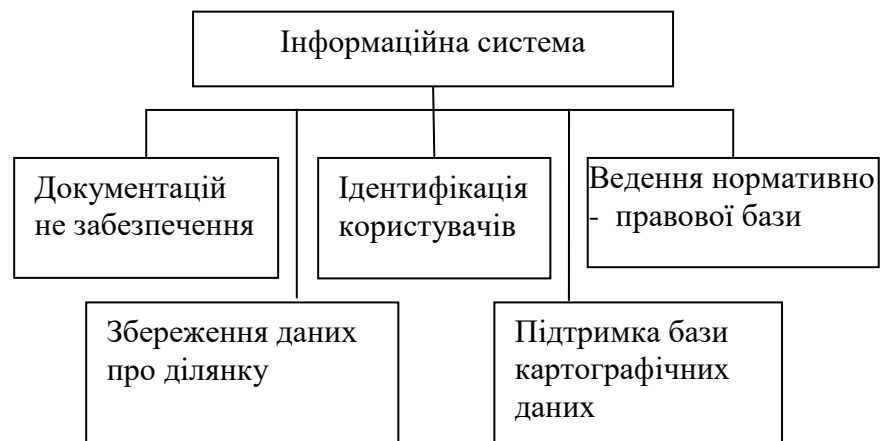 Інформаційна система
Документацій
не забезпечення
Ідентифікація
користувачів
Ведення нормативно
- правової бази
Збереження даних
про ділянку
Підтримка бази
картографічних
даних